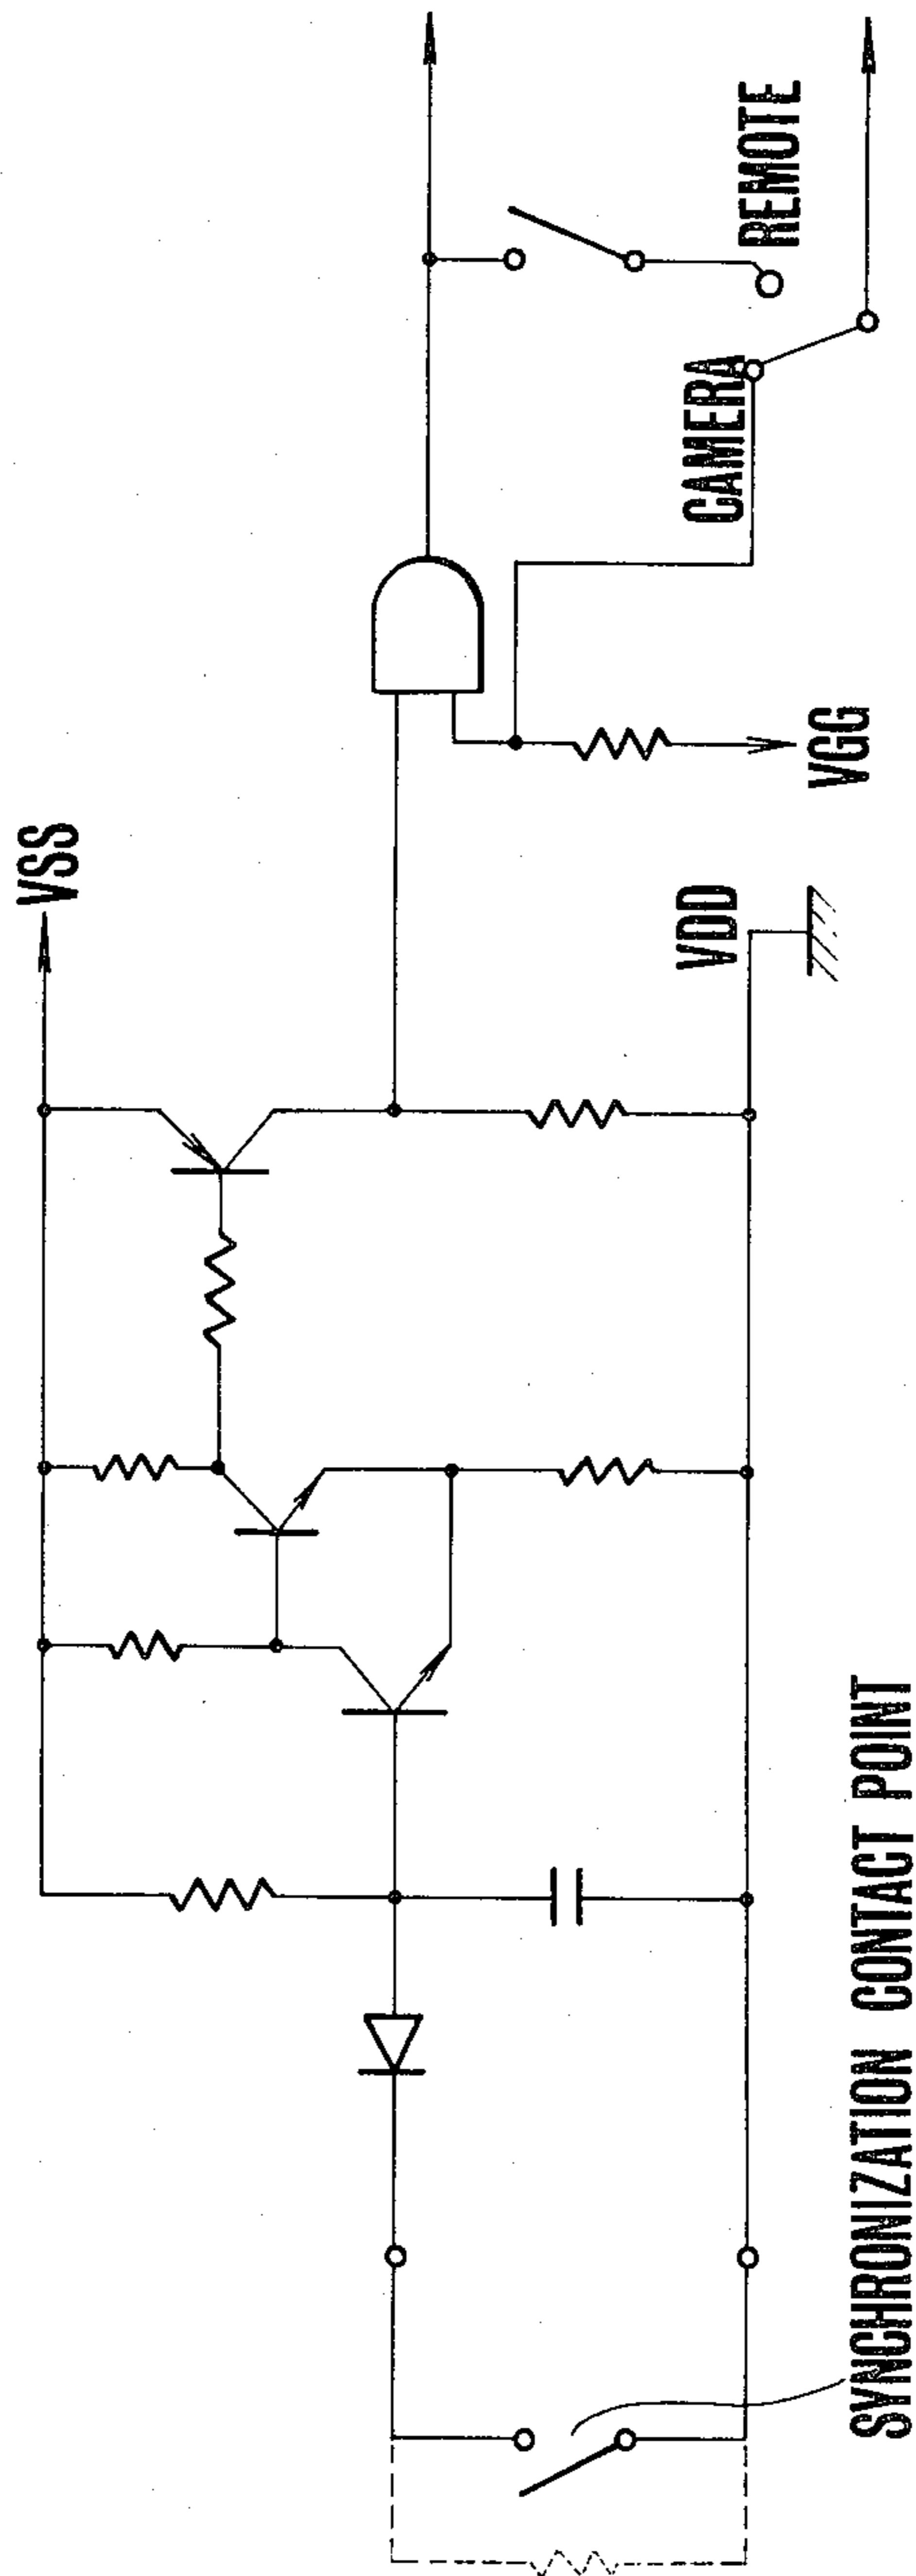 VSS
VDD
VGG
CAMERA
REMOTE
SYNCHRONIZATION CONTACT POINT